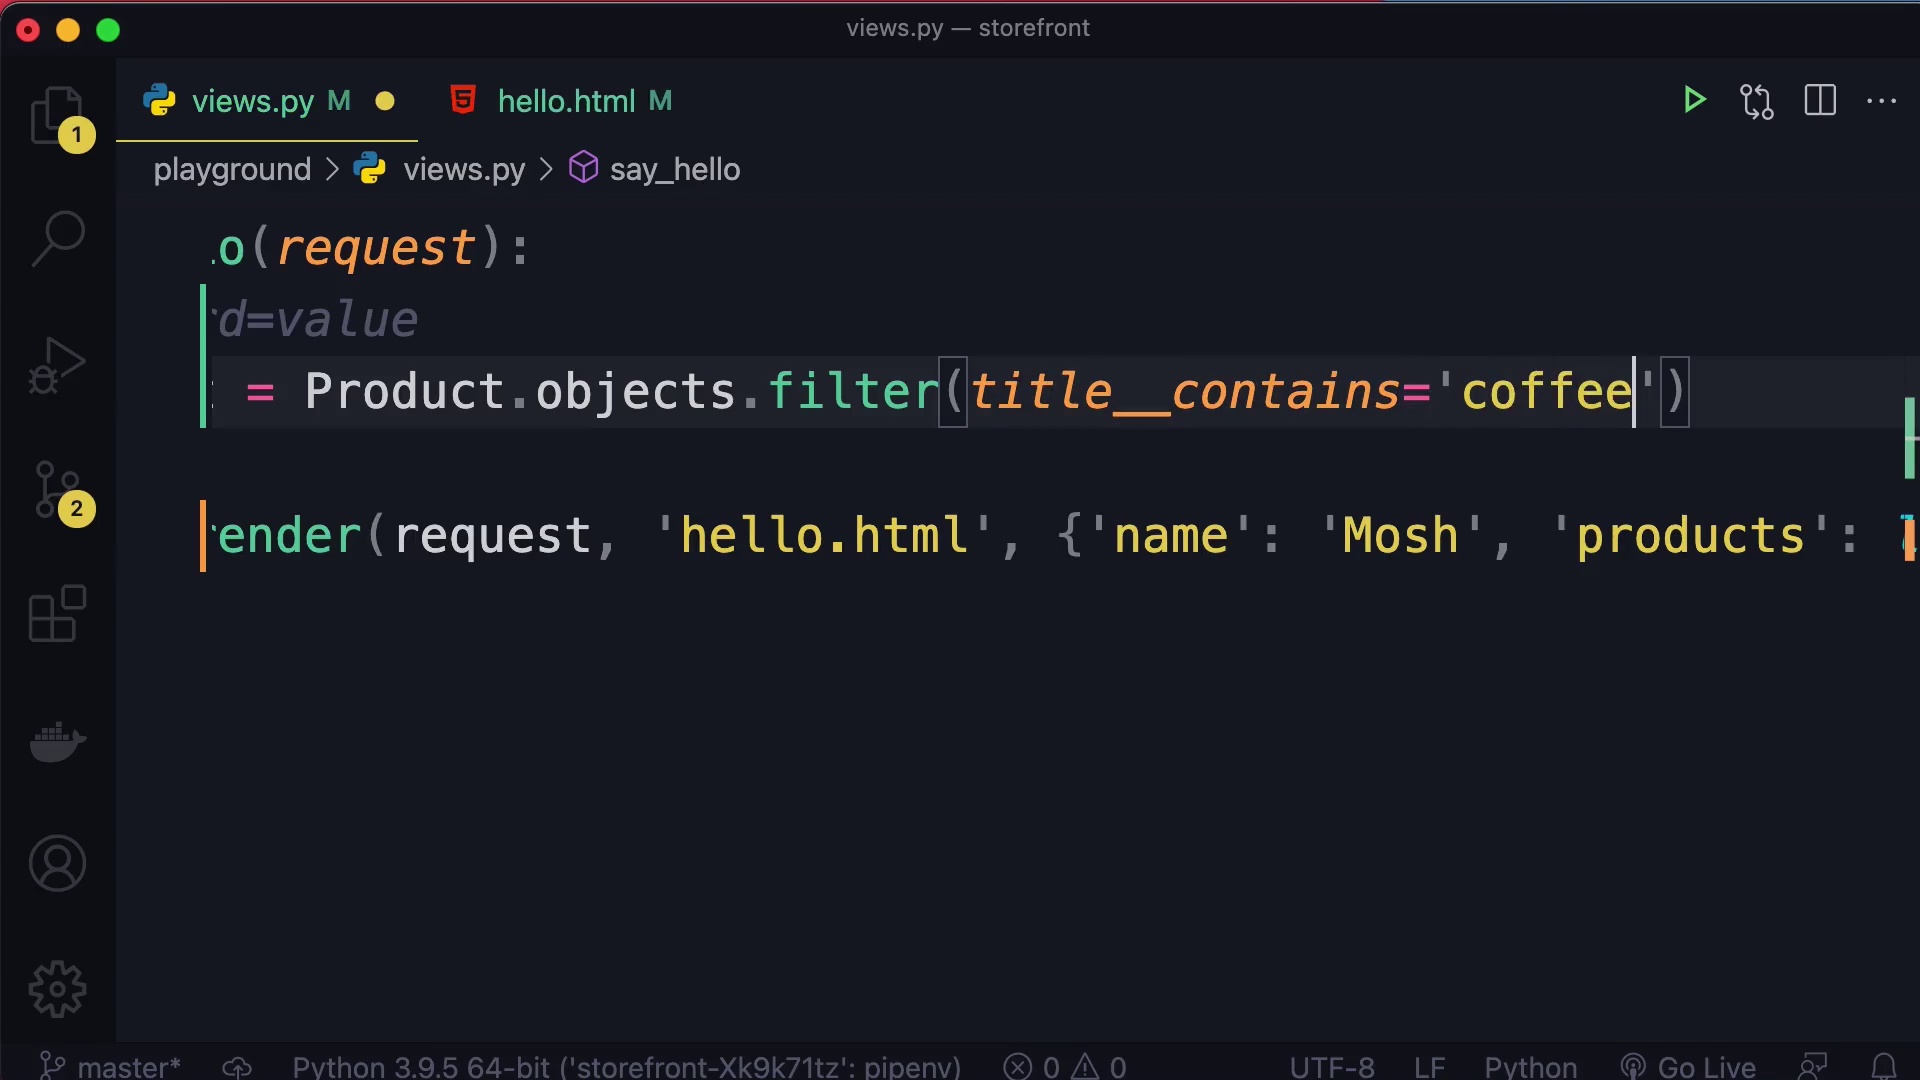 views.py — storefront
views.py M hello.html M
1
playground > views.py > say_hello
o(request):
d=value
= Product.objects.filter(title__contains='coffee')
2
render(request, 'hello.html', {'name': 'Mosh', 'products':
master* Python 3.9.5 64-bit ('storefront-Xk9k71tz': pipenv) 0 0 UTF-8 LF Python Go Live